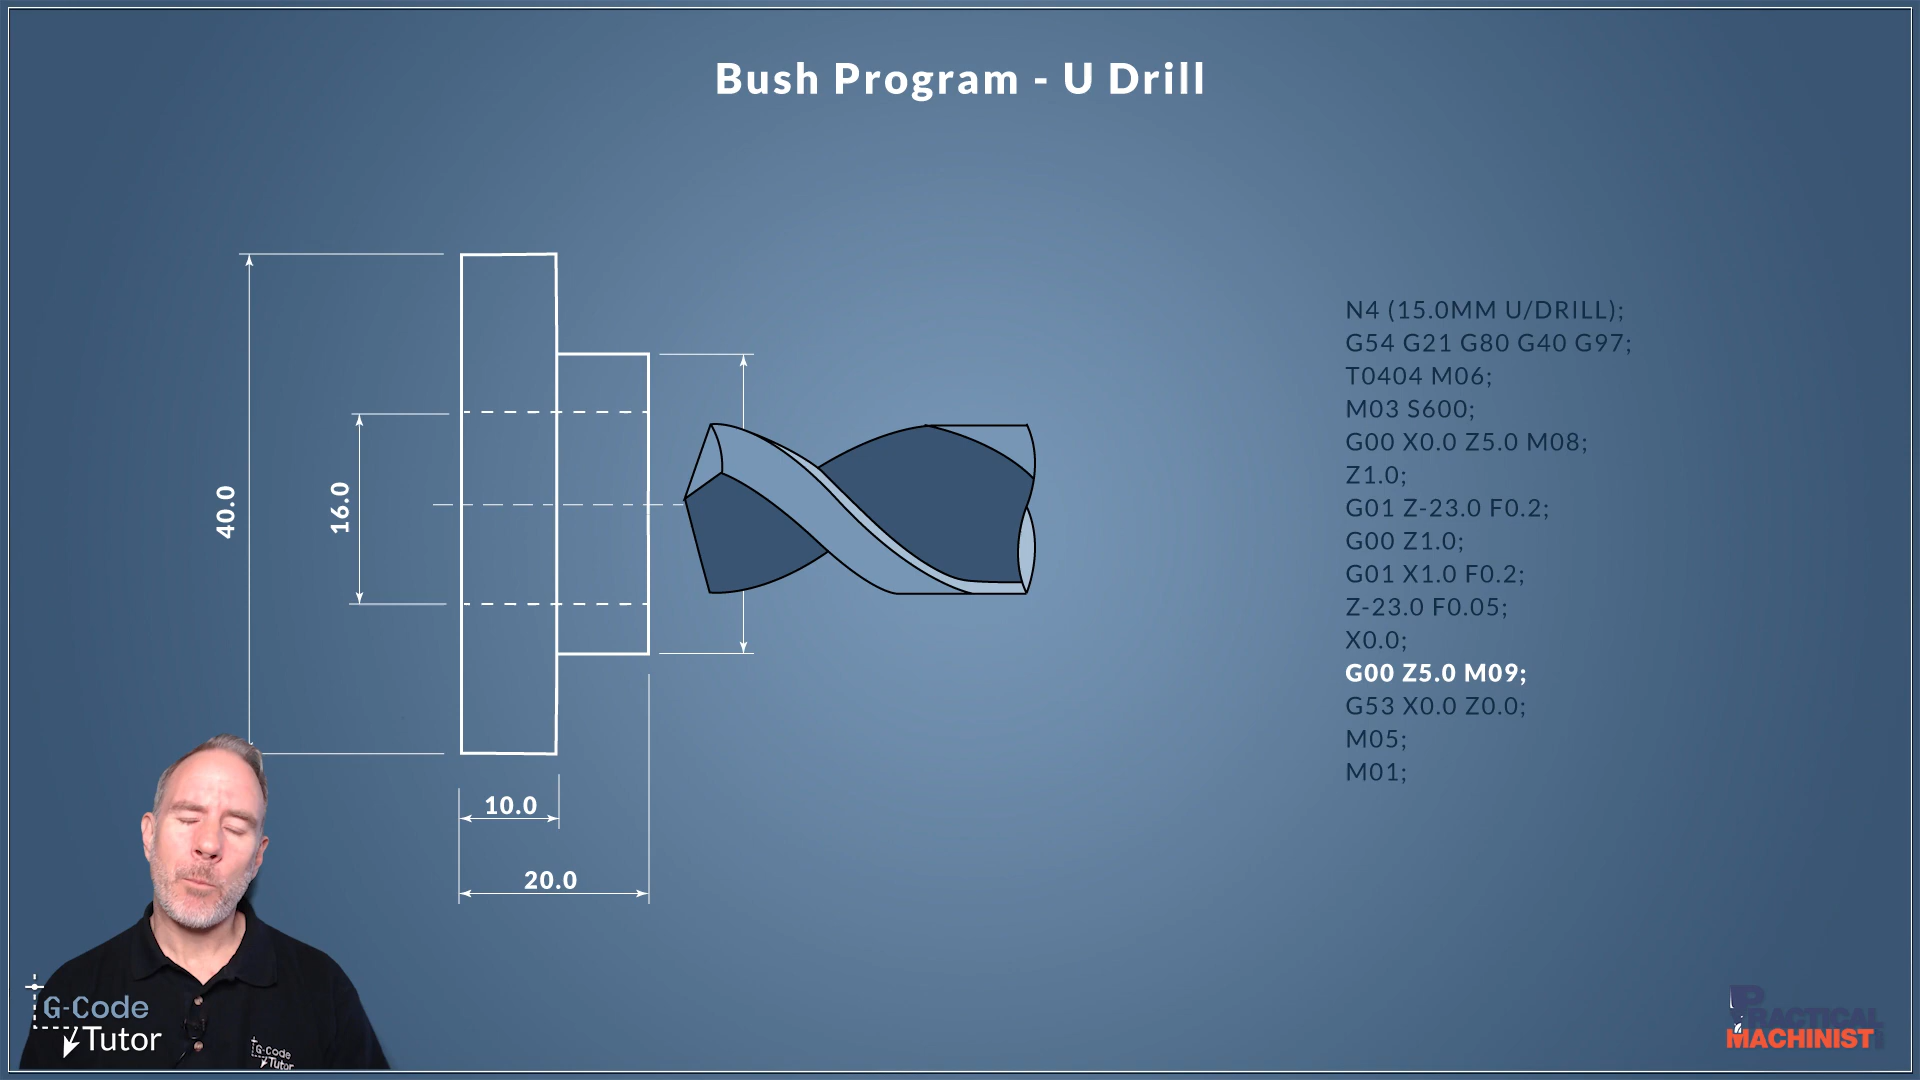 Bush Program - U Drill
40.0
16.0
10.0
20.0
N4 (15.0MM U/DRILL);
G54 G21 G80 G40 G97;
T0404 M06;
M03 S600;
G00 X0.0 Z5.0 M08;
Z1.0;
G01 Z-23.0 F0.2;
G00 Z1.0;
G01 X1.0 F0.2;
Z-23.0 F0.05;
X0.0;
G00 Z5.0 M09;
G53 X0.0 Z0.0;
M05;
M01;
G-Code
Tutor
G-Code
Tutor
PRACTICAL
MACHINIST